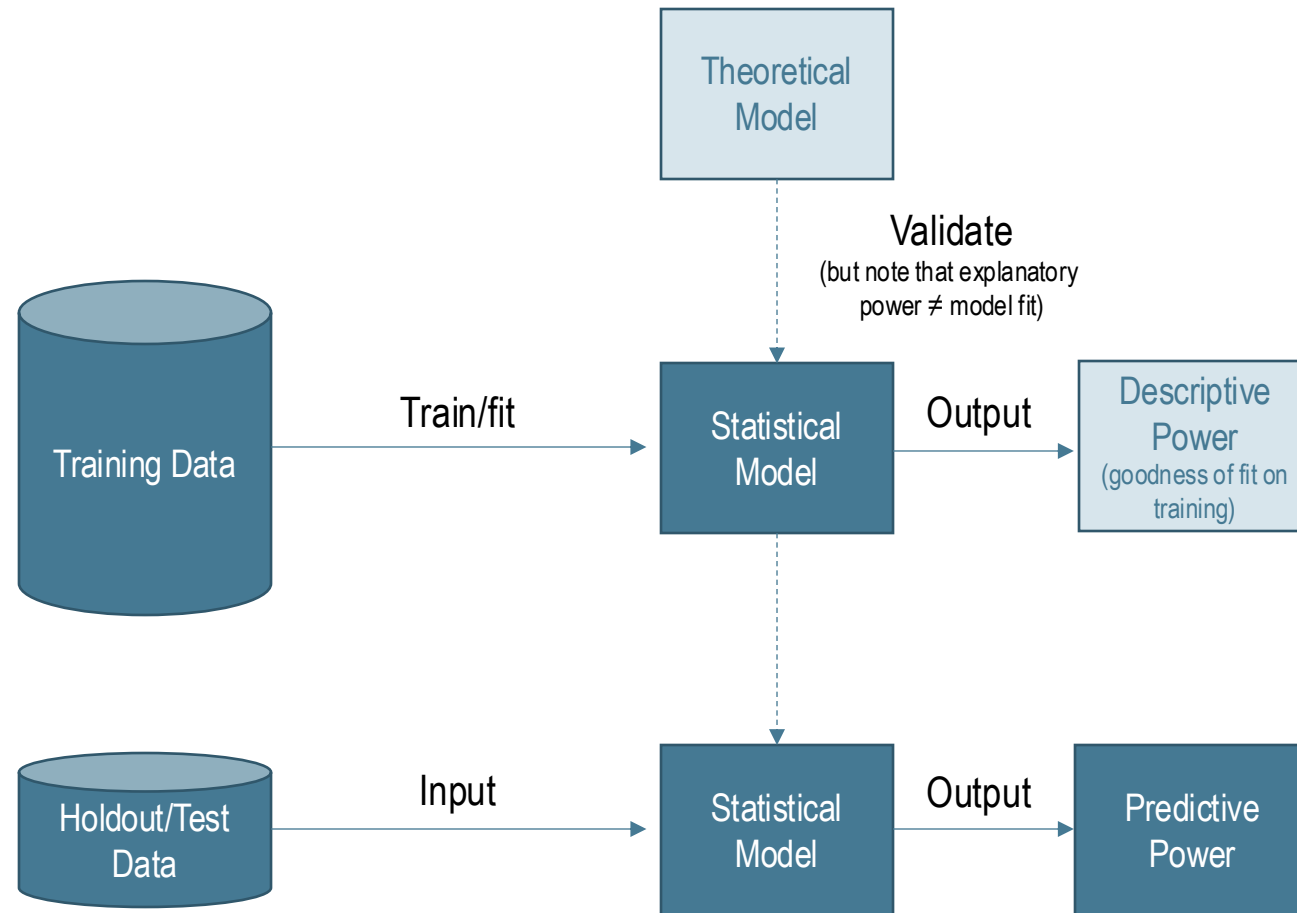 Theoretical
Model
Validate
(but note that explanatory
power ≠ model fit)
Training Data
Train/fit
Statistical
Model
Output
Descriptive
Power
(goodness of fit on
training)
Holdout/Test
Data
Input
Statistical
Model
Output
Predictive
Power